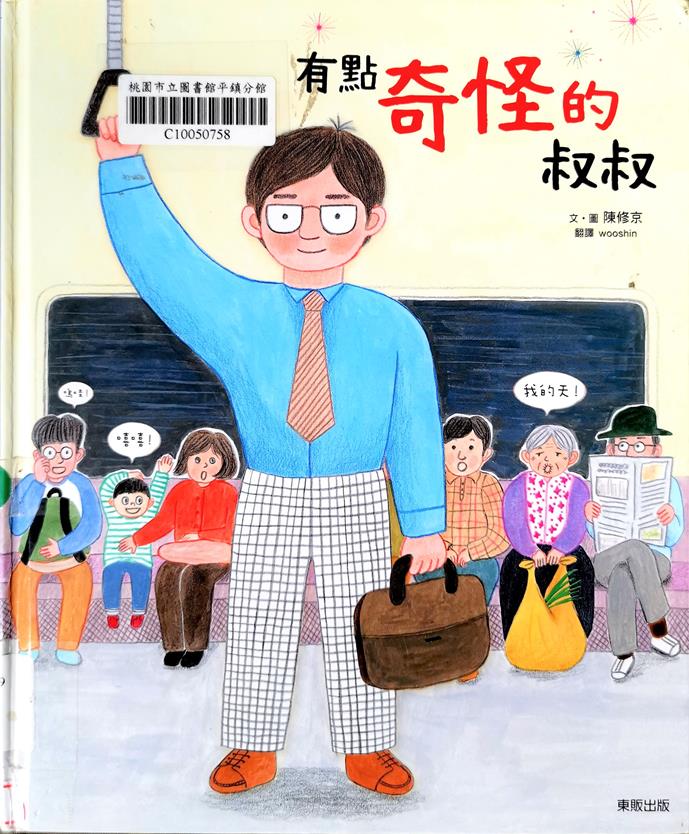 桃園市立圖書館平鎮分館
C10050758
有點奇怪的
叔叔
文・圖 陳修京
翻譯 wooshin
我的天！
嘻嘻！
東販出版